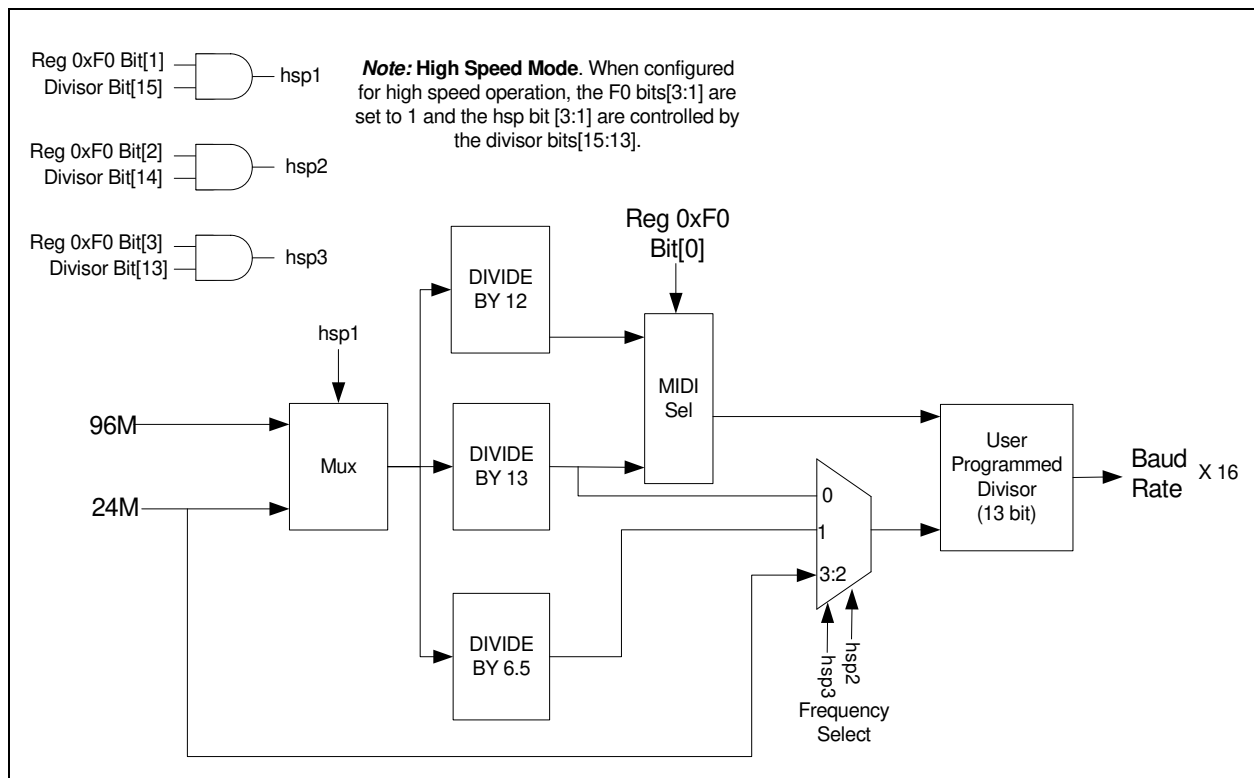 Reg 0xF0 Bit[1]
Divisor Bit[15]
hsp1
Note: High Speed Mode. When configured
for high speed operation, the F0 bits[3:1] are
set to 1 and the hsp bit [3:1] are controlled by
the divisor bits[15:13].
Reg 0xF0 Bit[2]
Divisor Bit[14]
hsp2
Reg 0xF0 Bit[3]
Divisor Bit[13]
hsp3
Reg 0xF0
Bit[0]
DIVIDE
BY 12
hsp1
MIDI
Sel
96M
24M
Mux
DIVIDE
BY 13
User
Programmed
Divisor
(13 bit)
Baud
Rate
X 16
0
1
3:2
DIVIDE
BY 6.5
hsp3
hsp2
Frequency
Select